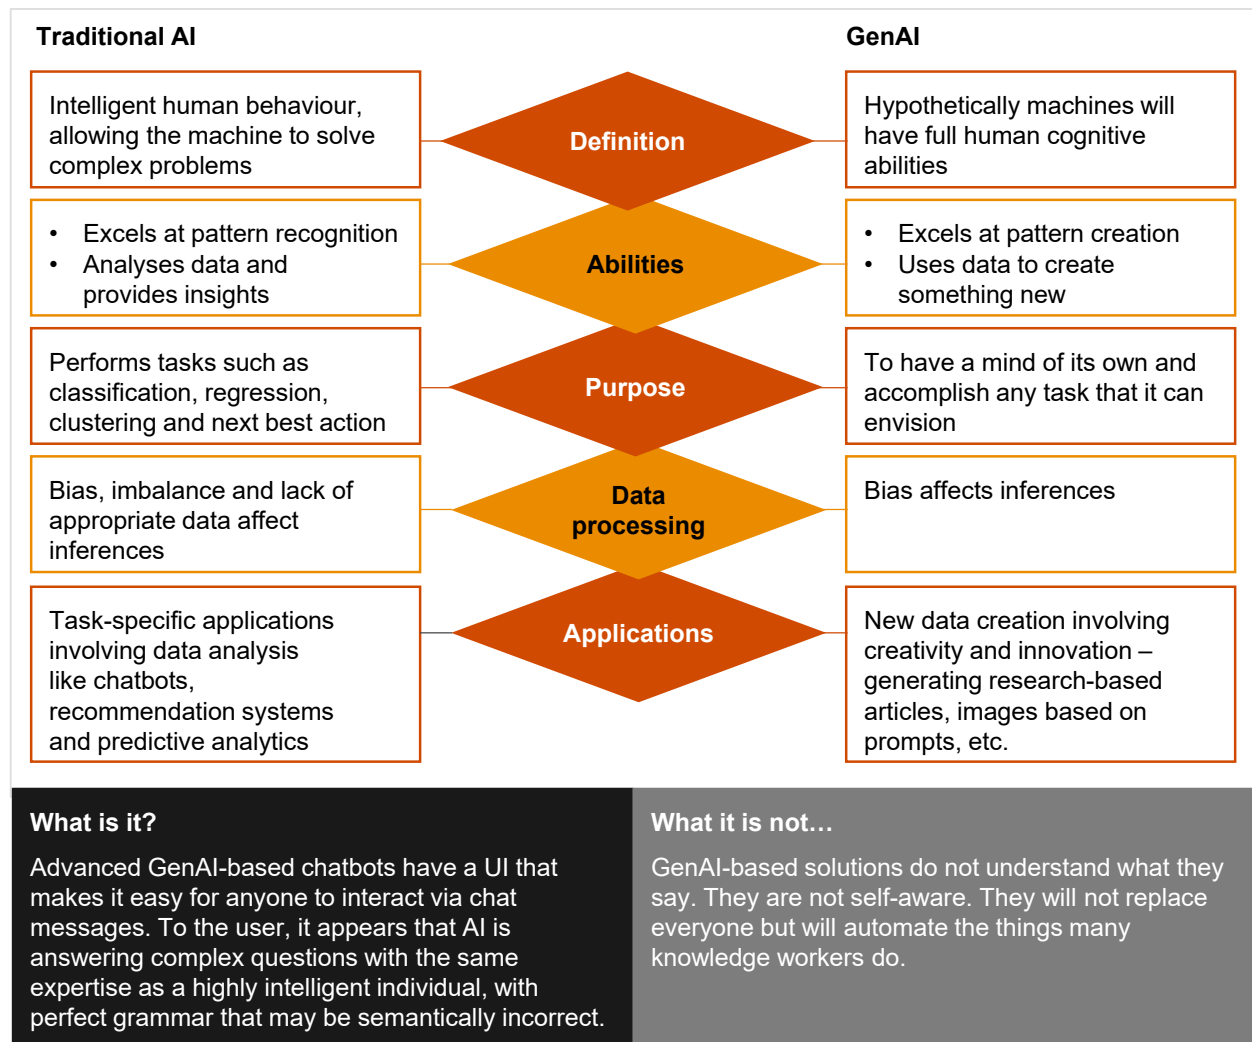 Traditional AI
GenAI
Intelligent human behaviour,
allowing the machine to solve
complex problems
Definition
Hypothetically machines will
have full human cognitive
abilities
• Excels at pattern recognition
• Analyses data and
provides insights
Abilities
• Excels at pattern creation
• Uses data to create
something new
Performs tasks such as
classification, regression,
clustering and next best action
Purpose
To have a mind of its own and
accomplish any task that it can
envision
Bias, imbalance and lack of
appropriate data affect
inferences
Data
processing
Bias affects inferences
Task-specific applications
involving data analysis
like chatbots,
recommendation systems
and predictive analytics
Applications
New data creation involving
creativity and innovation –
generating research-based
articles, images based on
prompts, etc.
What is it?
Advanced GenAI-based chatbots have a UI that
makes it easy for anyone to interact via chat
messages. To the user, it appears that AI is
answering complex questions with the same
expertise as a highly intelligent individual, with
perfect grammar that may be semantically incorrect.
What it is not…
GenAI-based solutions do not understand what they
say. They are not self-aware. They will not replace
everyone but will automate the things many
knowledge workers do.